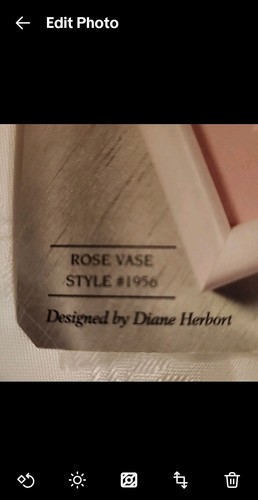 Edit Photo
ROSE VASE
STYLE #1956
Designed by Diane Herbort